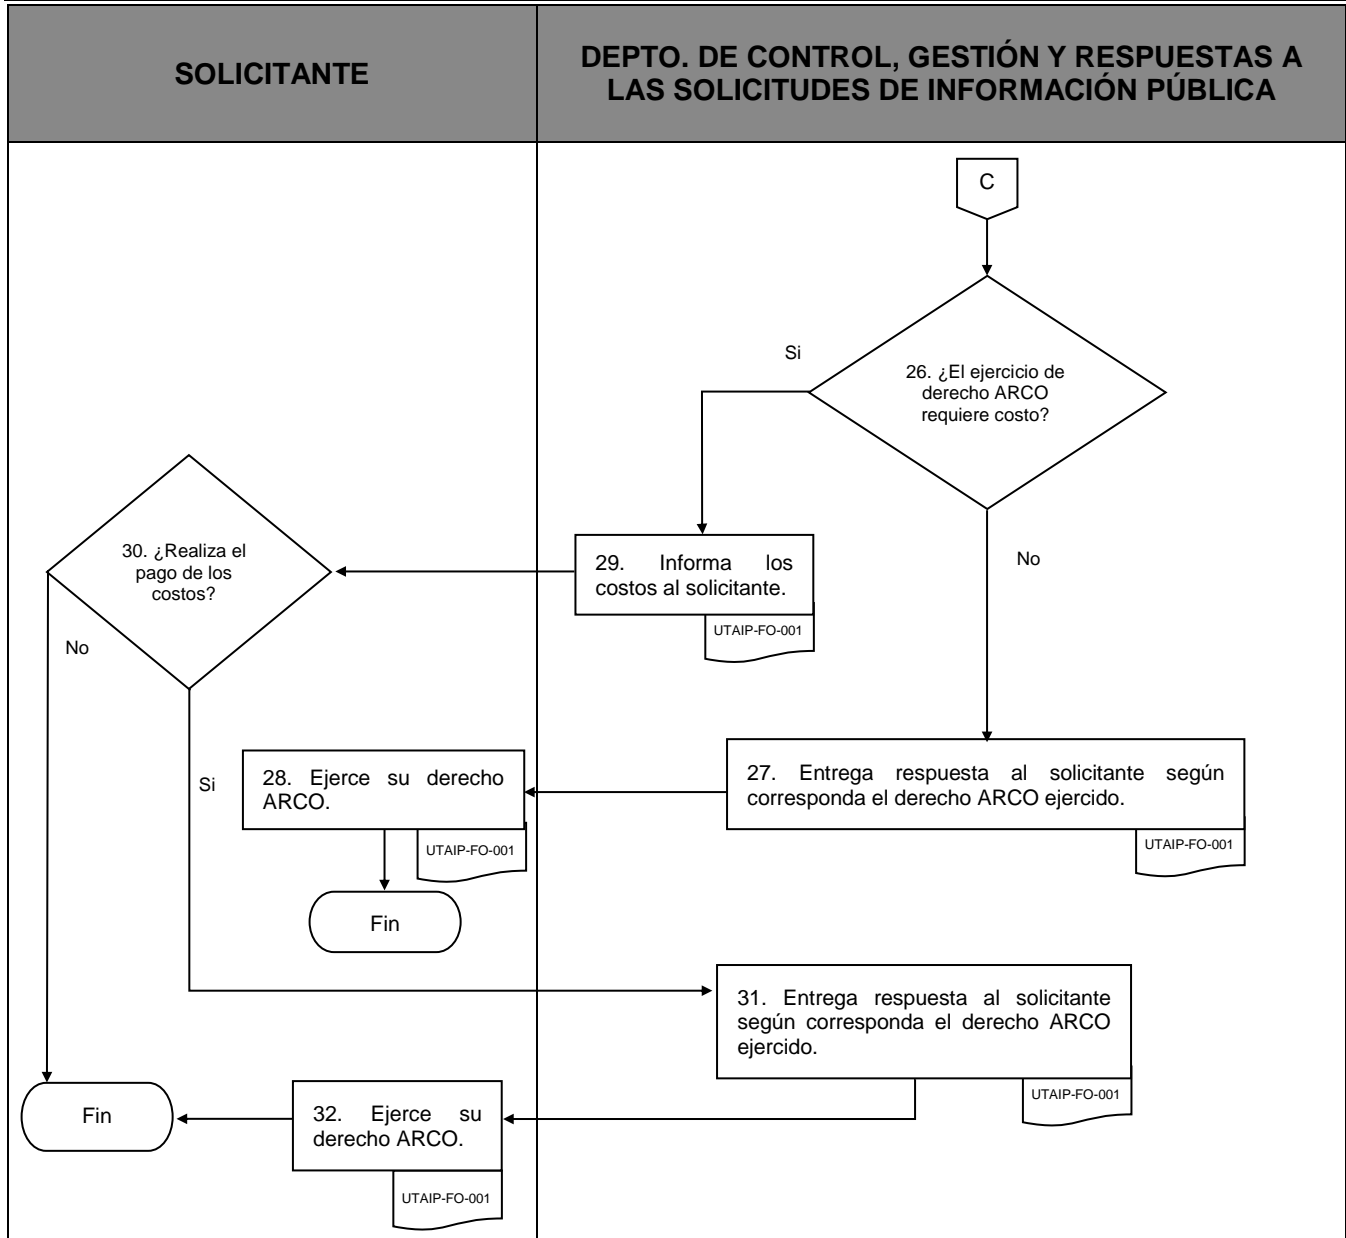 SOLICITANTE
DEPTO. DE CONTROL, GESTIÓN Y RESPUESTAS A
LAS SOLICITUDES DE INFORMACIÓN PÚBLICA
C
Si
26. ¿El ejercicio de
derecho ARCO
requiere costo?
No
30. ¿Realiza el
pago de los
costos?
29. Informa los
costos al solicitante.
UTAIP-FO-001
No
Si
28. Ejerce su derecho
ARCO.
UTAIP-FO-001
27. Entrega respuesta al solicitante según
corresponda el derecho ARCO ejercido.
UTAIP-FO-001
Fin
31. Entrega respuesta al solicitante
según corresponda el derecho ARCO
ejercido.
UTAIP-FO-001
Fin
32. Ejerce su
derecho ARCO.
UTAIP-FO-001